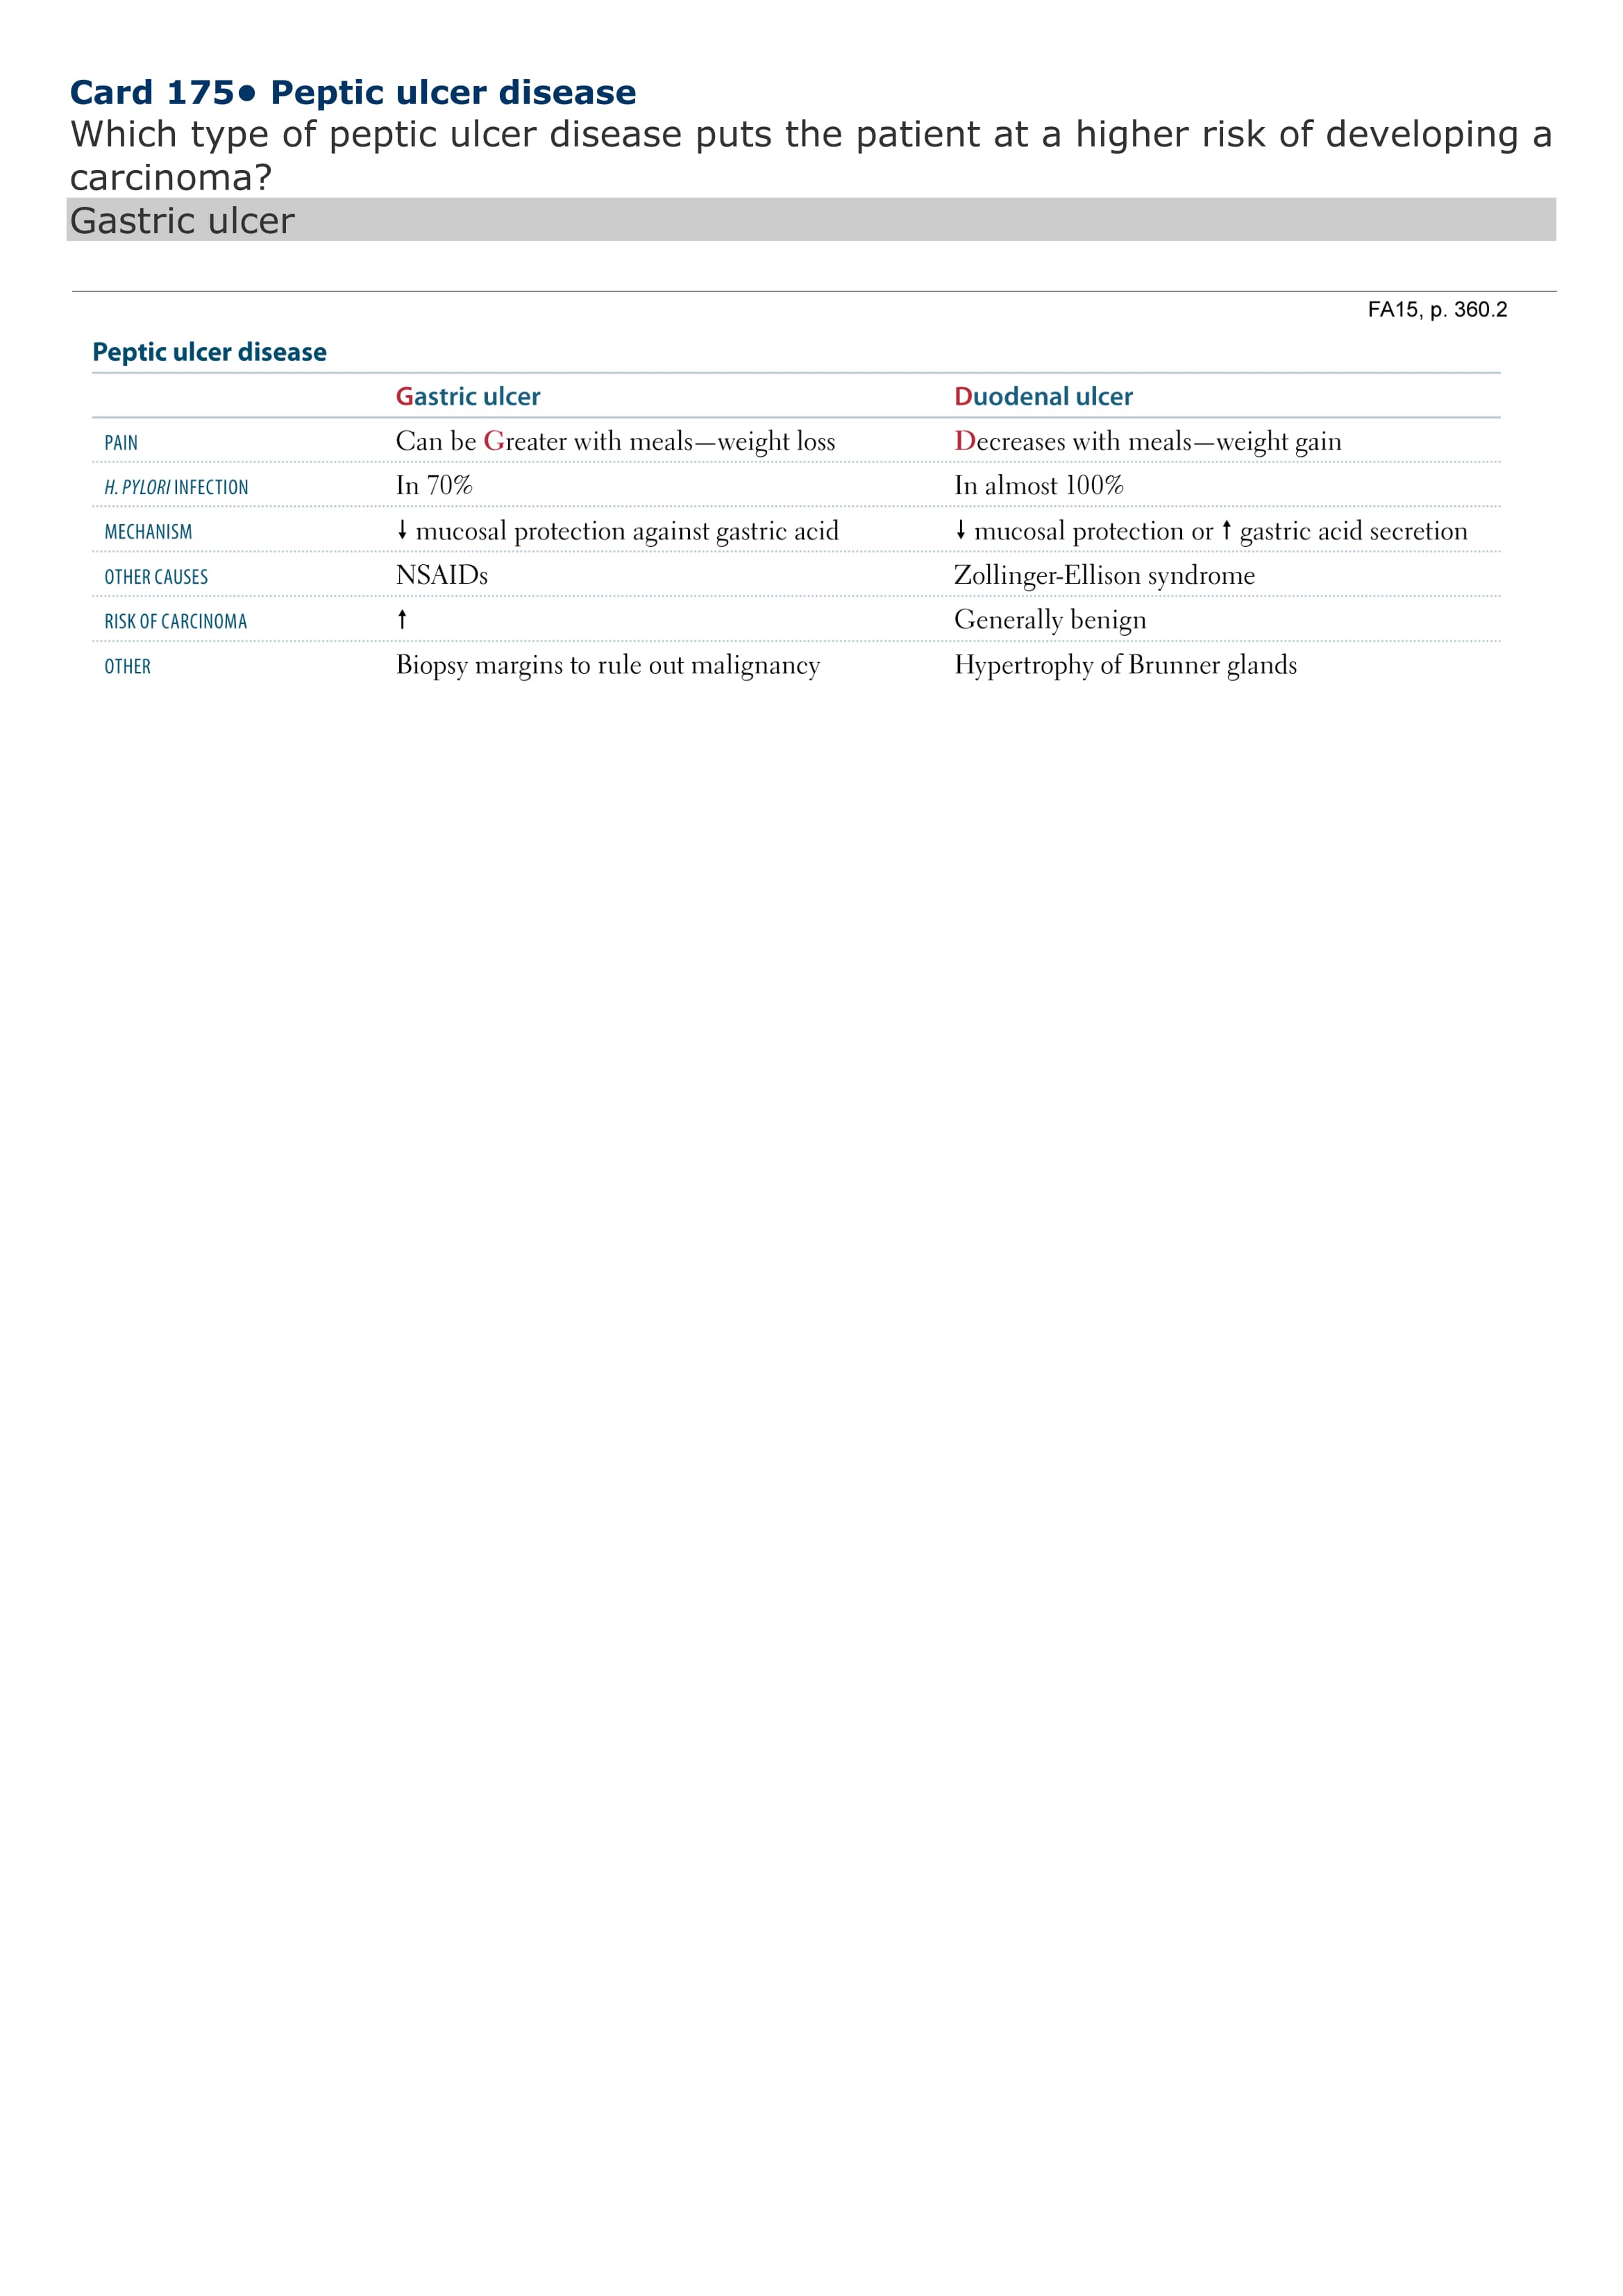 Card 175• Peptic ulcer disease
Which type of peptic ulcer disease puts the patient at a higher risk of developing a
carcinoma?
Gastric ulcer
FA15, p. 360.2
Peptic ulcer disease
Gastric ulcer Duodenal ulcer
PAIN Can be Greater with meals—weight loss Decreases with meals—weight gain
H. PYLORI INFECTION In 70% In almost 100%
MECHANISM ↓ mucosal protection against gastric acid ↓ mucosal protection or ↑ gastric acid secretion
OTHER CAUSES NSAIDs Zollinger-Ellison syndrome
RISK OF CARCINOMA ↑ Generally benign
OTHER Biopsy margins to rule out malignancy Hypertrophy of Brunner glands